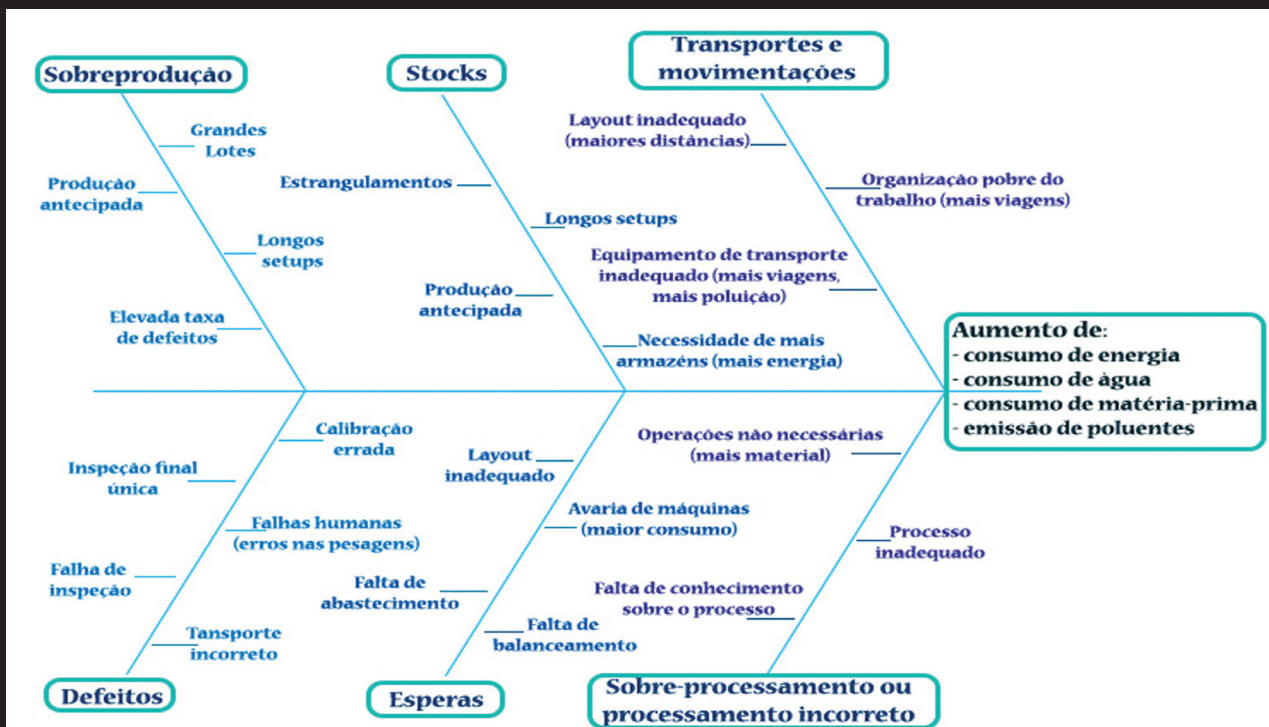 Sobreprodução
Stocks
Transportes e
movimentações
Grandes
Lotes
Produção
antecipada
Longos
setups
Elevada taxa
de defeitos
Estrangulamentos
Longos setups
Produção
antecipada
Necessidade de mais
armazéns (mais energia)
Layout inadequado
(maiores distâncias)
Organização pobre do
trabalho (mais viagens)
Equipamento de transporte
inadequado (mais viagens,
mais poluição)
Aumento de:
- consumo de energia
- consumo de água
- consumo de matéria-prima
- emissão de poluentes
Calibração
errada
Inspeção final
única
Falhas humanas
(erros nas pesagens)
Falha de
inspeção
Tansporte
incorreto
Layout
inadequado
Avaria de máquinas
(maior consumo)
Falta de
abastecimento
Falta de
balanceamento
Operações não necessárias
(mais material)
Processo
inadequado
Falta de conhecimento
sobre o processo
Defeitos
Esperas
Sobre-processamento ou
processamento incorreto